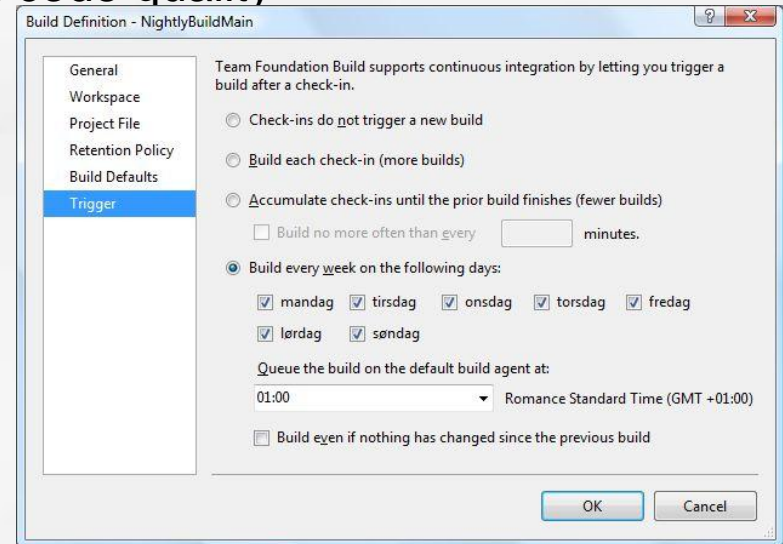 code quality
Build Definition - NightlyBuildMain
General
Workspace
Project File
Retention Policy
Build Defaults
Trigger
Team Foundation Build supports continuous integration by letting you trigger a
build after a check-in.
Check-ins do not trigger a new build
Build each check-in (more builds)
Accumulate check-ins until the prior build finishes (fewer builds)
Build no more often than every minutes.
Build every week on the following days:
mandag tirsdag onsdag torsdag fredag
lørdag søndag
Queue the build on the default build agent at:
01:00 Romance Standard Time (GMT +01:00)
Build even if nothing has changed since the previous build
OK Cancel